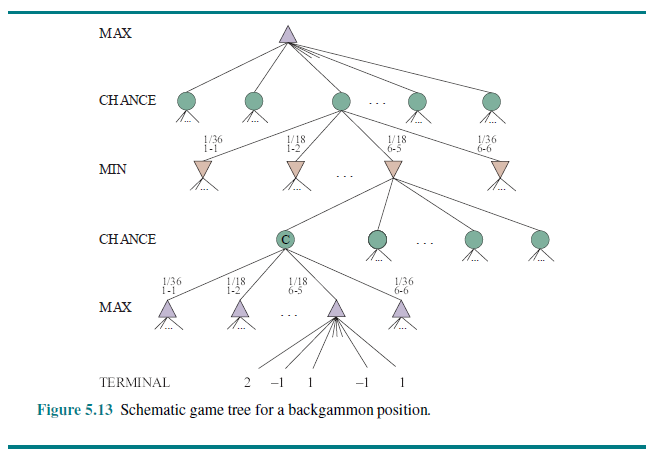 MAX
CHANCE
...
1/36 1/18 1/18 1/36
1-1 1-2 6-5 6-6
MIN
...
CHANCE
C
...
1/36 1/18 1/18 1/36
1-1 1-2 6-5 6-6
MAX
...
TERMINAL 2 –1 1 –1 1
Figure 5.13 Schematic game tree for a backgammon position.